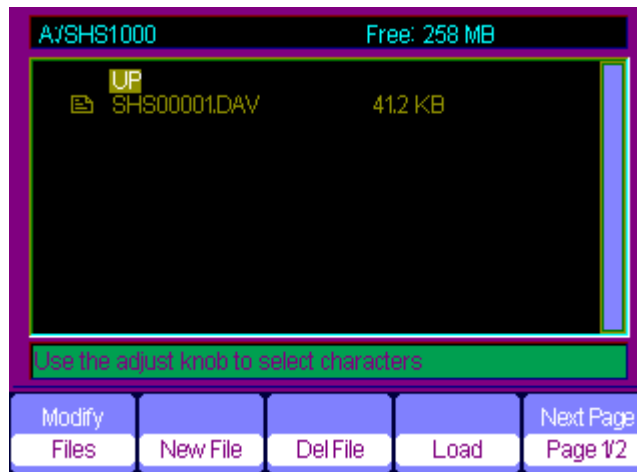 A:/SHS1000 Free: 258 MB
UP
SHS00001.DAV 41.2 KB
Use the adjust knob to select characters
Modify Next Page
Files New File Del File Load Page 1/2